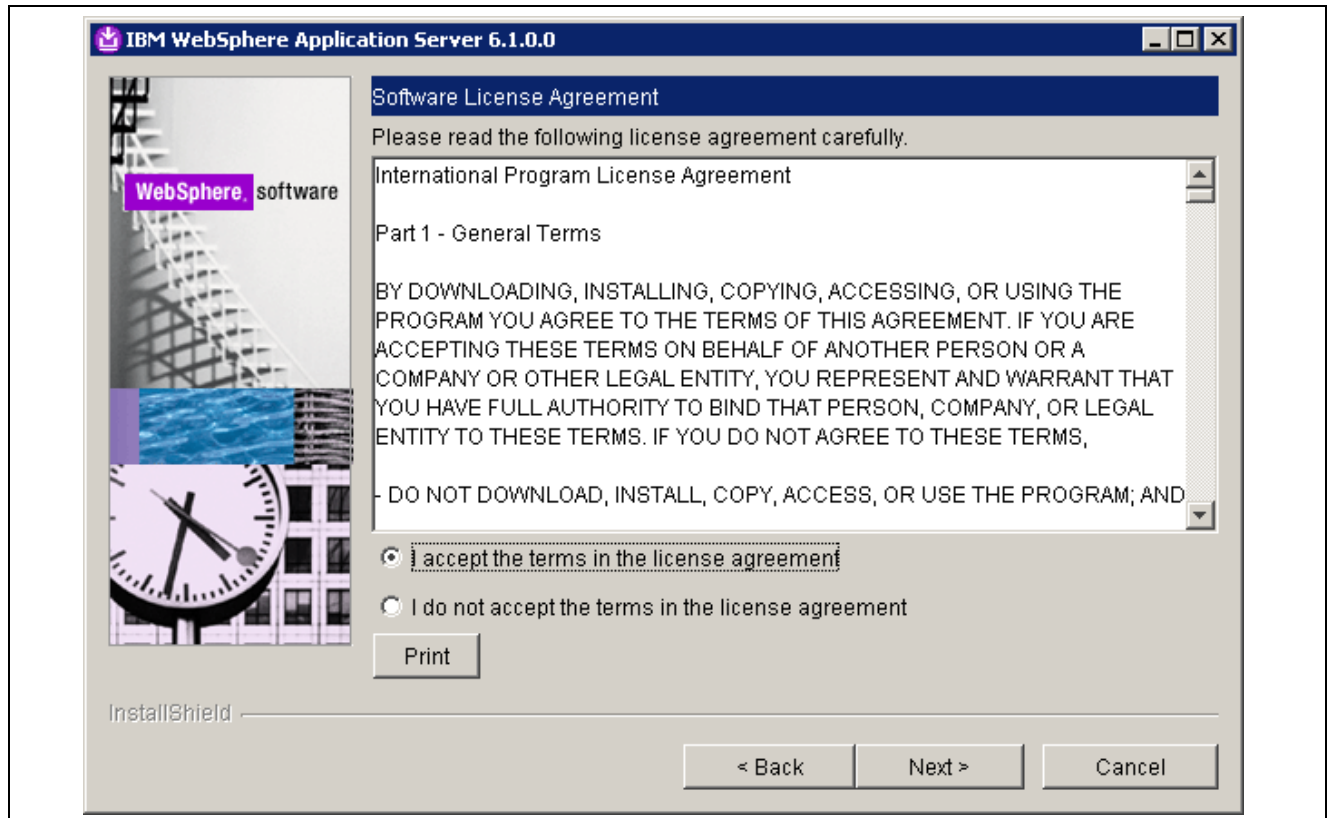 IBM WebSphere Application Server 6.1.0.0
WebSphere. software
Software License Agreement
Please read the following license agreement carefully.
International Program License Agreement
Part 1 - General Terms
BY DOWNLOADING, INSTALLING, COPYING, ACCESSING, OR USING THE
PROGRAM YOU AGREE TO THE TERMS OF THIS AGREEMENT. IF YOU ARE
ACCEPTING THESE TERMS ON BEHALF OF ANOTHER PERSON OR A
COMPANY OR OTHER LEGAL ENTITY, YOU REPRESENT AND WARRANT THAT
YOU HAVE FULL AUTHORITY TO BIND THAT PERSON, COMPANY, OR LEGAL
ENTITY TO THESE TERMS. IF YOU DO NOT AGREE TO THESE TERMS,
- DO NOT DOWNLOAD, INSTALL, COPY, ACCESS, OR USE THE PROGRAM; AND
I accept the terms in the license agreement
I do not accept the terms in the license agreement
Print
InstallShield
< Back
Next >
Cancel